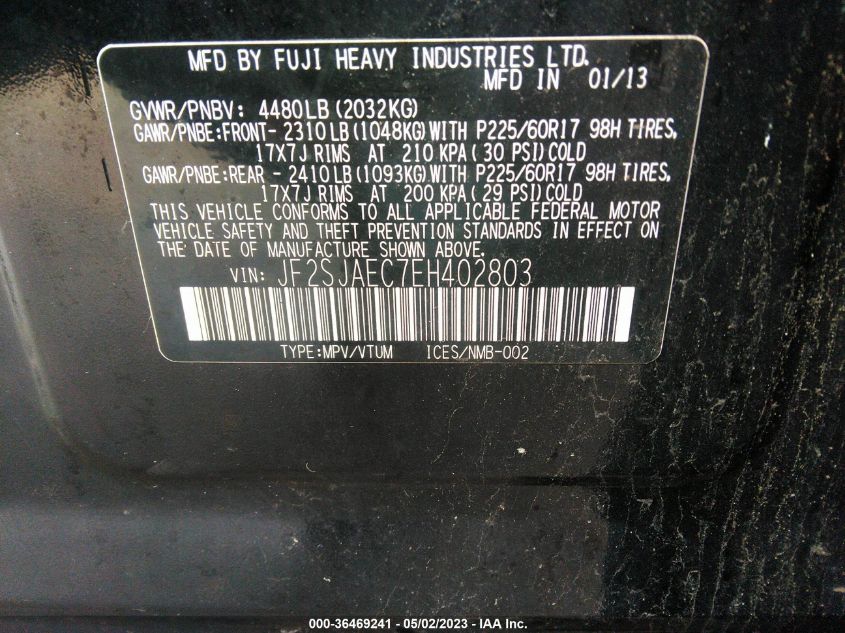 MFD BY FUJI HEAVY INDUSTRIES LTD.
MFD IN 01/13
GVWR/PNBV: 4480LB(2032KG)
GAWR/PNBE:FRONT- 2310LB(1048KG)WITH P225/60R17 98H TIRES,
17X7J RIMS AT 210 KPA(30 PSI)COLD
GAWR/PNBE:REAR - 2410LB(1093KG)WITH P225/60R17 98H TIRES,
17X7J RIMS AT 200 KPA(29 PSI)COLD
THIS VEHICLE CONFORMS TO ALL APPLICABLE FEDERAL MOTOR
VEHICLE SAFETY AND THEFT PREVENTION STANDARDS IN EFFECT ON
THE DATE OF MANUFACTURE SHOWN ABOVE.
VIN: JF2SJAEC7EH402803
TYPE:MPV/VTUM ICES/NMB-002
000-36469241 - 05/02/2023 - IAA Inc.